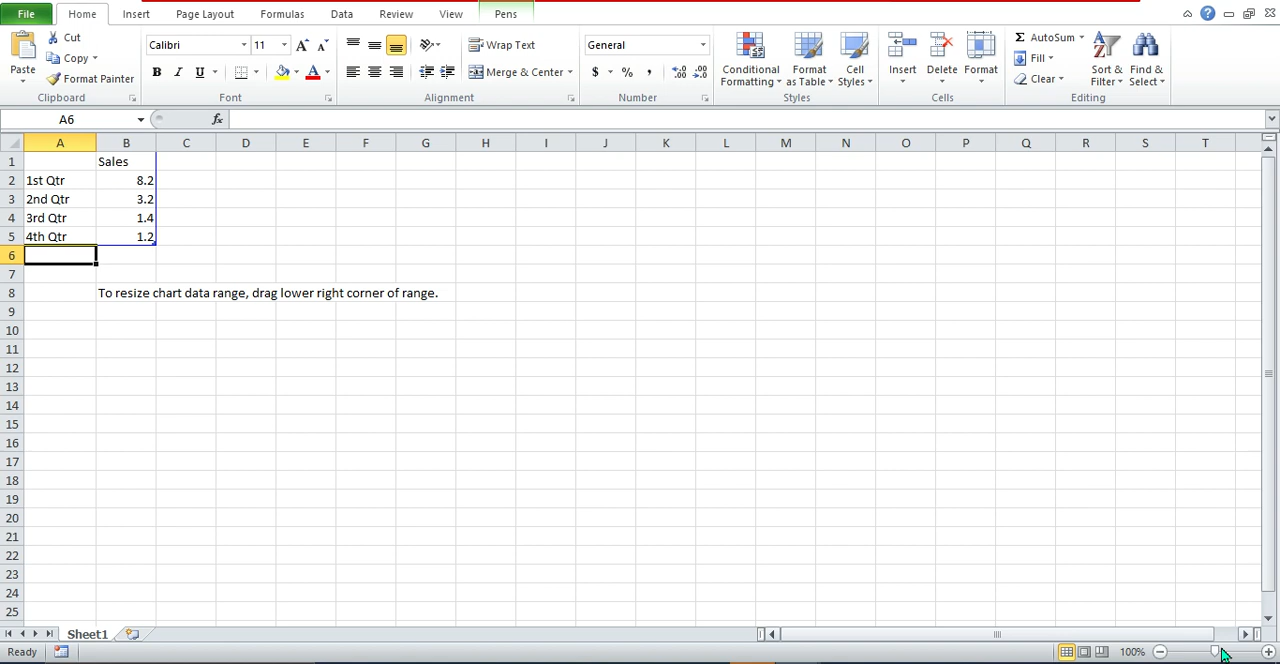 File Home Insert Page Layout Formulas Data Review View Pens
Paste
Cut
Copy
Format Painter
Clipboard
Calibri 11
B I U
Font
Wrap Text
Merge & Center
Alignment
General
$ % ,
Number
Conditional Formatting
Format as Table
Cell Styles
Styles
Insert Delete Format
Cells
Σ AutoSum
Fill
Clear
Sort & Filter
Find & Select
Editing
A6 fx
A B C D E F G H I J K L M N O P Q R S T
1 Sales
2 1st Qtr 8.2
3 2nd Qtr 3.2
4 3rd Qtr 1.4
5 4th Qtr 1.2
6
7
8 To resize chart data range, drag lower right corner of range.
9
10
11
12
13
14
15
16
17
18
19
20
21
22
23
24
25
Sheet1
Ready 100%